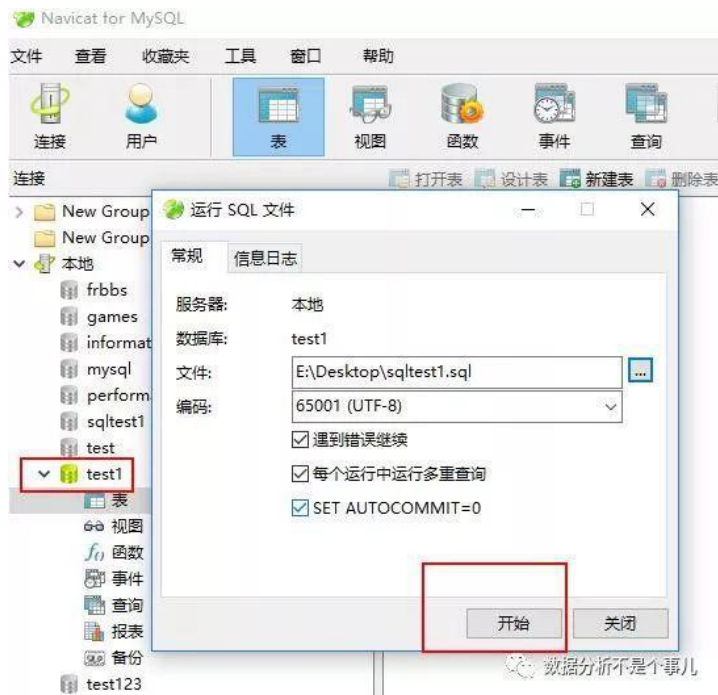 Navicat for MySQL
文件 查看 收藏夹 工具 窗口 帮助
连接 用户 表 视图 函数 事件 查询
连接 打开表 设计表 新建表 删除表
New Group
New Group
本地
frbbs
games
informat
mysql
perform
sqltest1
test
test1
表
视图
f() 函数
事件
查询
报表
备份
test123
运行 SQL 文件
常规 信息日志
服务器: 本地
数据库: test1
文件: E:\Desktop\sqltest1.sql ...
编码: 65001 (UTF-8)
遇到错误继续
每个运行中运行多重查询
SET AUTOCOMMIT=0
开始 关闭
数据分析不是个事儿